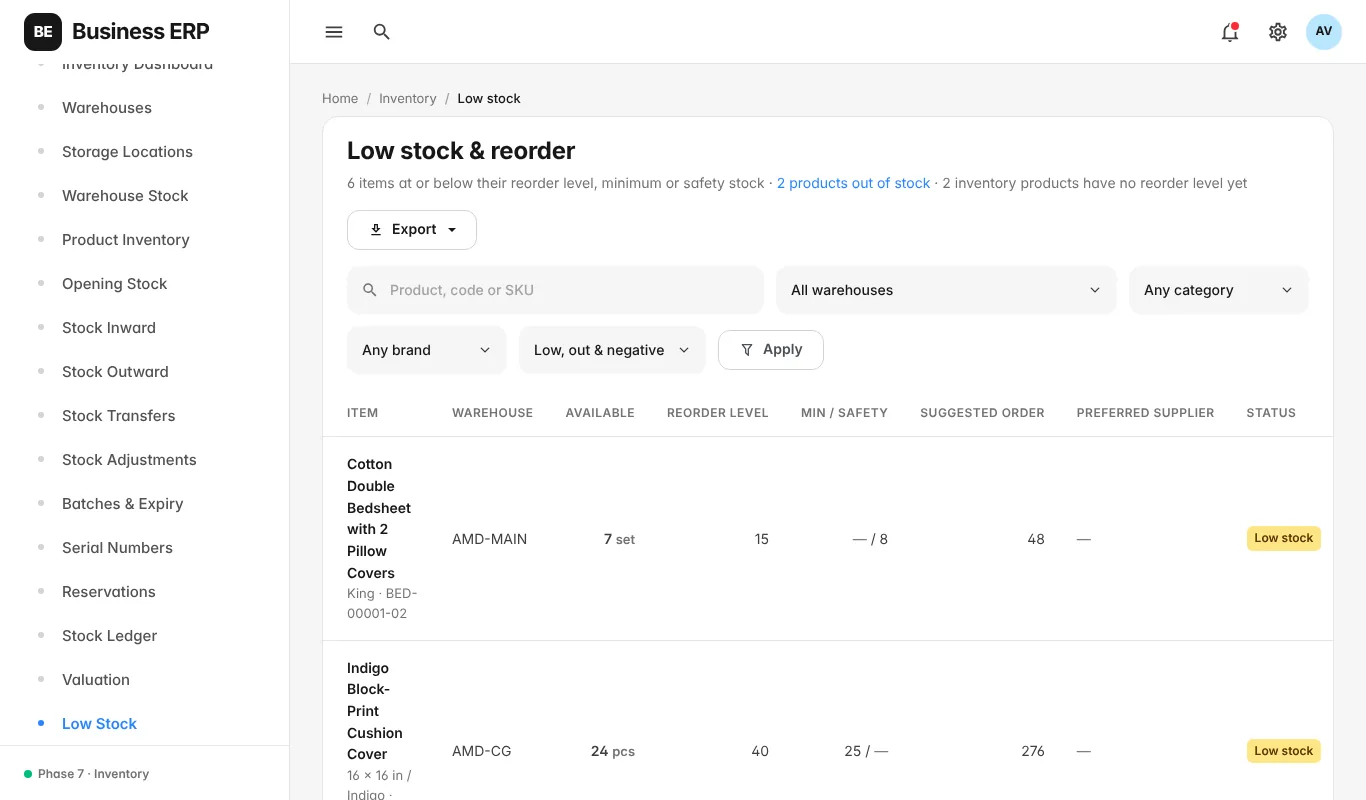 BE Business ERP
Inventory Dashboard
Warehouses
Storage Locations
Warehouse Stock
Product Inventory
Opening Stock
Stock Inward
Stock Outward
Stock Transfers
Stock Adjustments
Batches & Expiry
Serial Numbers
Reservations
Stock Ledger
Valuation
Low Stock
Phase 7 · Inventory
AV
Home / Inventory / Low stock
Low stock & reorder
6 items at or below their reorder level, minimum or safety stock · 2 products out of stock · 2 inventory products have no reorder level yet
Export
Product, code or SKU
All warehouses
Any category
Any brand
Low, out & negative
Apply
ITEM WAREHOUSE AVAILABLE REORDER LEVEL MIN / SAFETY SUGGESTED ORDER PREFERRED SUPPLIER STATUS
Cotton
Double
Bedsheet
with 2
Pillow
Covers
King · BED-
00001-02
AMD-MAIN 7 set 15 — / 8 48 — Low stock
Indigo
Block-
Print
Cushion
Cover
16 × 16 in /
Indigo ·
AMD-CG 24 pcs 40 25 / — 276 — Low stock